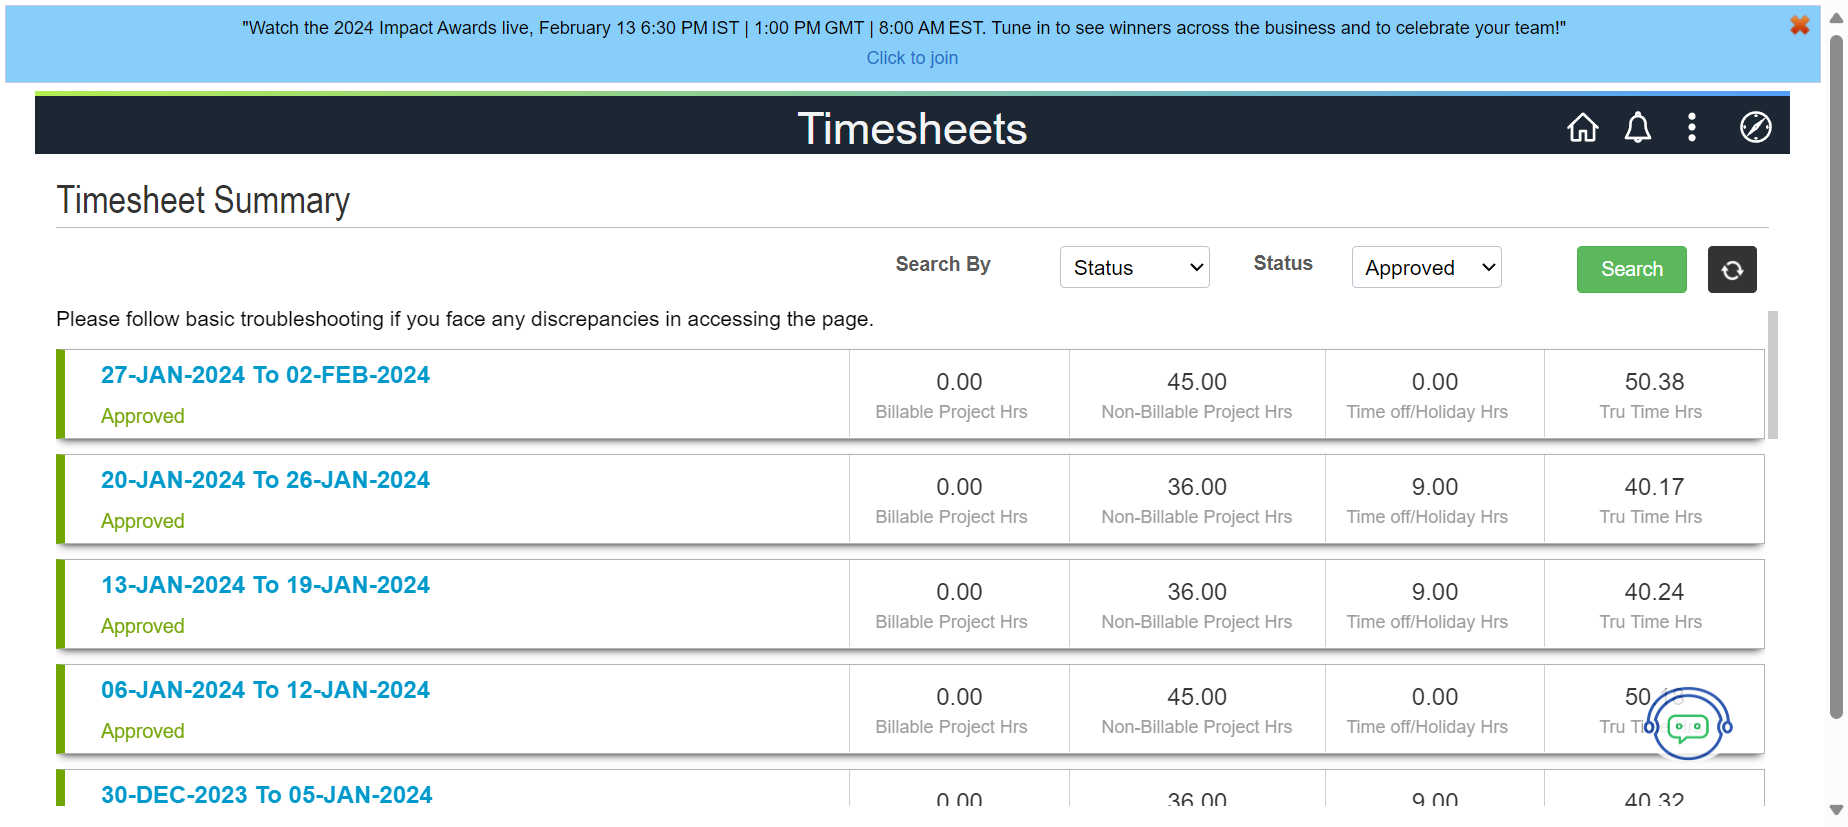 "Watch the 2024 Impact Awards live, February 13 6:30 PM IST | 1:00 PM GMT | 8:00 AM EST. Tune in to see winners across the business and to celebrate your team!"
Click to join
Timesheets
Timesheet Summary
Search By Status Status Approved Search
Please follow basic troubleshooting if you face any discrepancies in accessing the page.
27-JAN-2024 To 02-FEB-2024 0.00 45.00 0.00 50.38
Approved Billable Project Hrs Non-Billable Project Hrs Time off/Holiday Hrs Tru Time Hrs
20-JAN-2024 To 26-JAN-2024 0.00 36.00 9.00 40.17
Approved Billable Project Hrs Non-Billable Project Hrs Time off/Holiday Hrs Tru Time Hrs
13-JAN-2024 To 19-JAN-2024 0.00 36.00 9.00 40.24
Approved Billable Project Hrs Non-Billable Project Hrs Time off/Holiday Hrs Tru Time Hrs
06-JAN-2024 To 12-JAN-2024 0.00 45.00 0.00
Approved Billable Project Hrs Non-Billable Project Hrs Time off/Holiday Hrs Tru
30-DEC-2023 To 05-JAN-2024 0.00 36.00 9.00 40.32